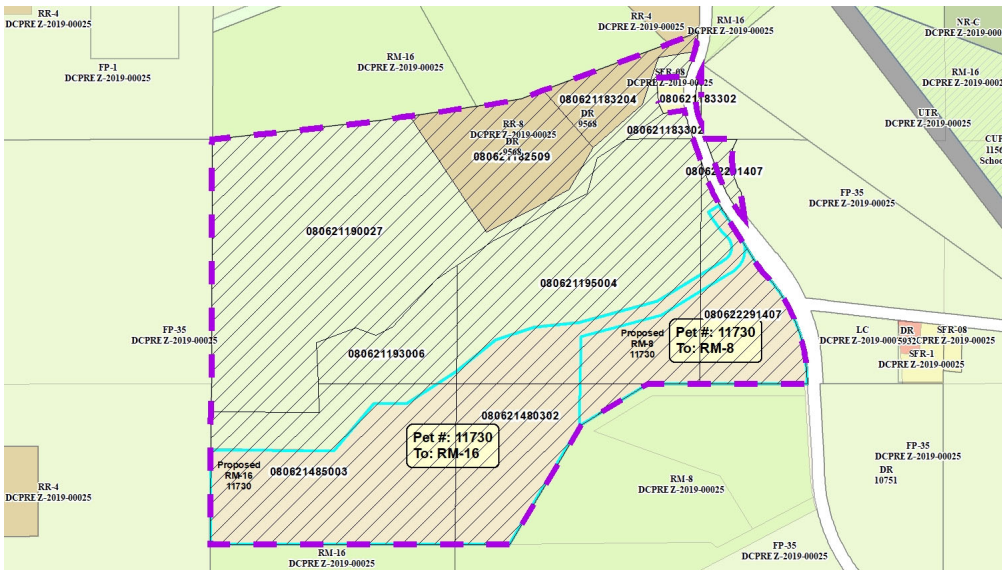 RR-4
DCPREZ-2019-00025
FP-1
DCPREZ-2019-00025
RM-16
DCPREZ-2019-00025
RR-4
DCPREZ-2019-00025
RM-16
DCPREZ-2019-00025
NR-C
DCPREZ-2019-000
RM-16
DCPREZ-2019-00025
UTR
DCPREZ-2019-00025
CUP
1156
Schoo
SFR-08
DCPREZ-2019-00025
080621183204
080621183302
DR
9568
RR-8
DCPREZ-2019-00025
DR
9568
080621182509
080621183302
080622291407
FP-35
DCPREZ-2019-00025
080621190027
080621195004
FP-35
DCPREZ-2019-00025
080621193006
080622291407
Proposed
RM-8
11730
Pet #: 11730
To: RM-8
LC
DCPREZ-2019-00025
DR
5932
SFR-08
DCPREZ-2019-00025
SFR-1
DCPREZ-2019-00025
080621480302
Pet #: 11730
To: RM-16
Proposed
RM-16
11730
080621485003
RR-4
DCPREZ-2019-00025
RM-8
DCPREZ-2019-00025
FP-35
DCPREZ-2019-00025
DR
10751
RM-16
DCPREZ-2019-00025
FP-35
DCPREZ-2019-00025